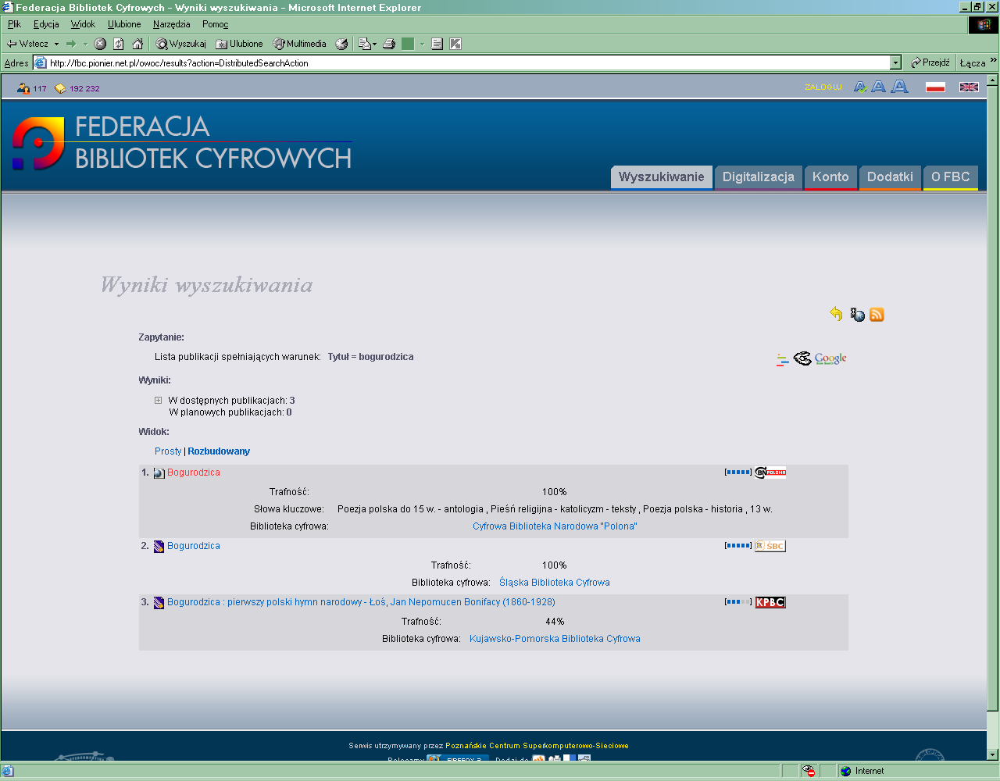 Federacja Bibliotek Cyfrowych - Wyniki wyszukiwania - Microsoft Internet Explorer
Plik Edycja Widok Ulubione Narzędzia Pomoc
Wstecz Wyszukaj Ulubione Multimedia
Adres http://fbc.pionier.net.pl/owoc/results?action=DistributedSearchAction Przejdź Łącza »
117 192 232 ZALOGUJ A A A
FEDERACJA
BIBLIOTEK CYFROWYCH
Wyszukiwanie Digitalizacja Konto Dodatki O FBC
Wyniki wyszukiwania
Zapytanie:
Lista publikacji spełniających warunek: Tytuł = bogurodzica Google
Wyniki:
W dostępnych publikacjach: 3
W planowych publikacjach: 0
Widok:
Prosty | Rozbudowany
1. Bogurodzica [ ] BN POLONA
Trafność: 100%
Słowa kluczowe: Poezja polska do 15 w. - antologia , Pieśń religijna - katolicyzm - teksty , Poezja polska - historia , 13 w.
Biblioteka cyfrowa: Cyfrowa Biblioteka Narodowa "Polona"
2. Bogurodzica [ ] ŚBC
Trafność: 100%
Biblioteka cyfrowa: Śląska Biblioteka Cyfrowa
3. Bogurodzica : pierwszy polski hymn narodowy - Łoś, Jan Nepomucen Bonifacy (1860-1928) [ ] KPBC
Trafność: 44%
Biblioteka cyfrowa: Kujawsko-Pomorska Biblioteka Cyfrowa
Serwis utrzymywany przez Poznańskie Centrum Superkomputerowo-Sieciowe
Polecamy FIREFOX Dodaj do
Internet